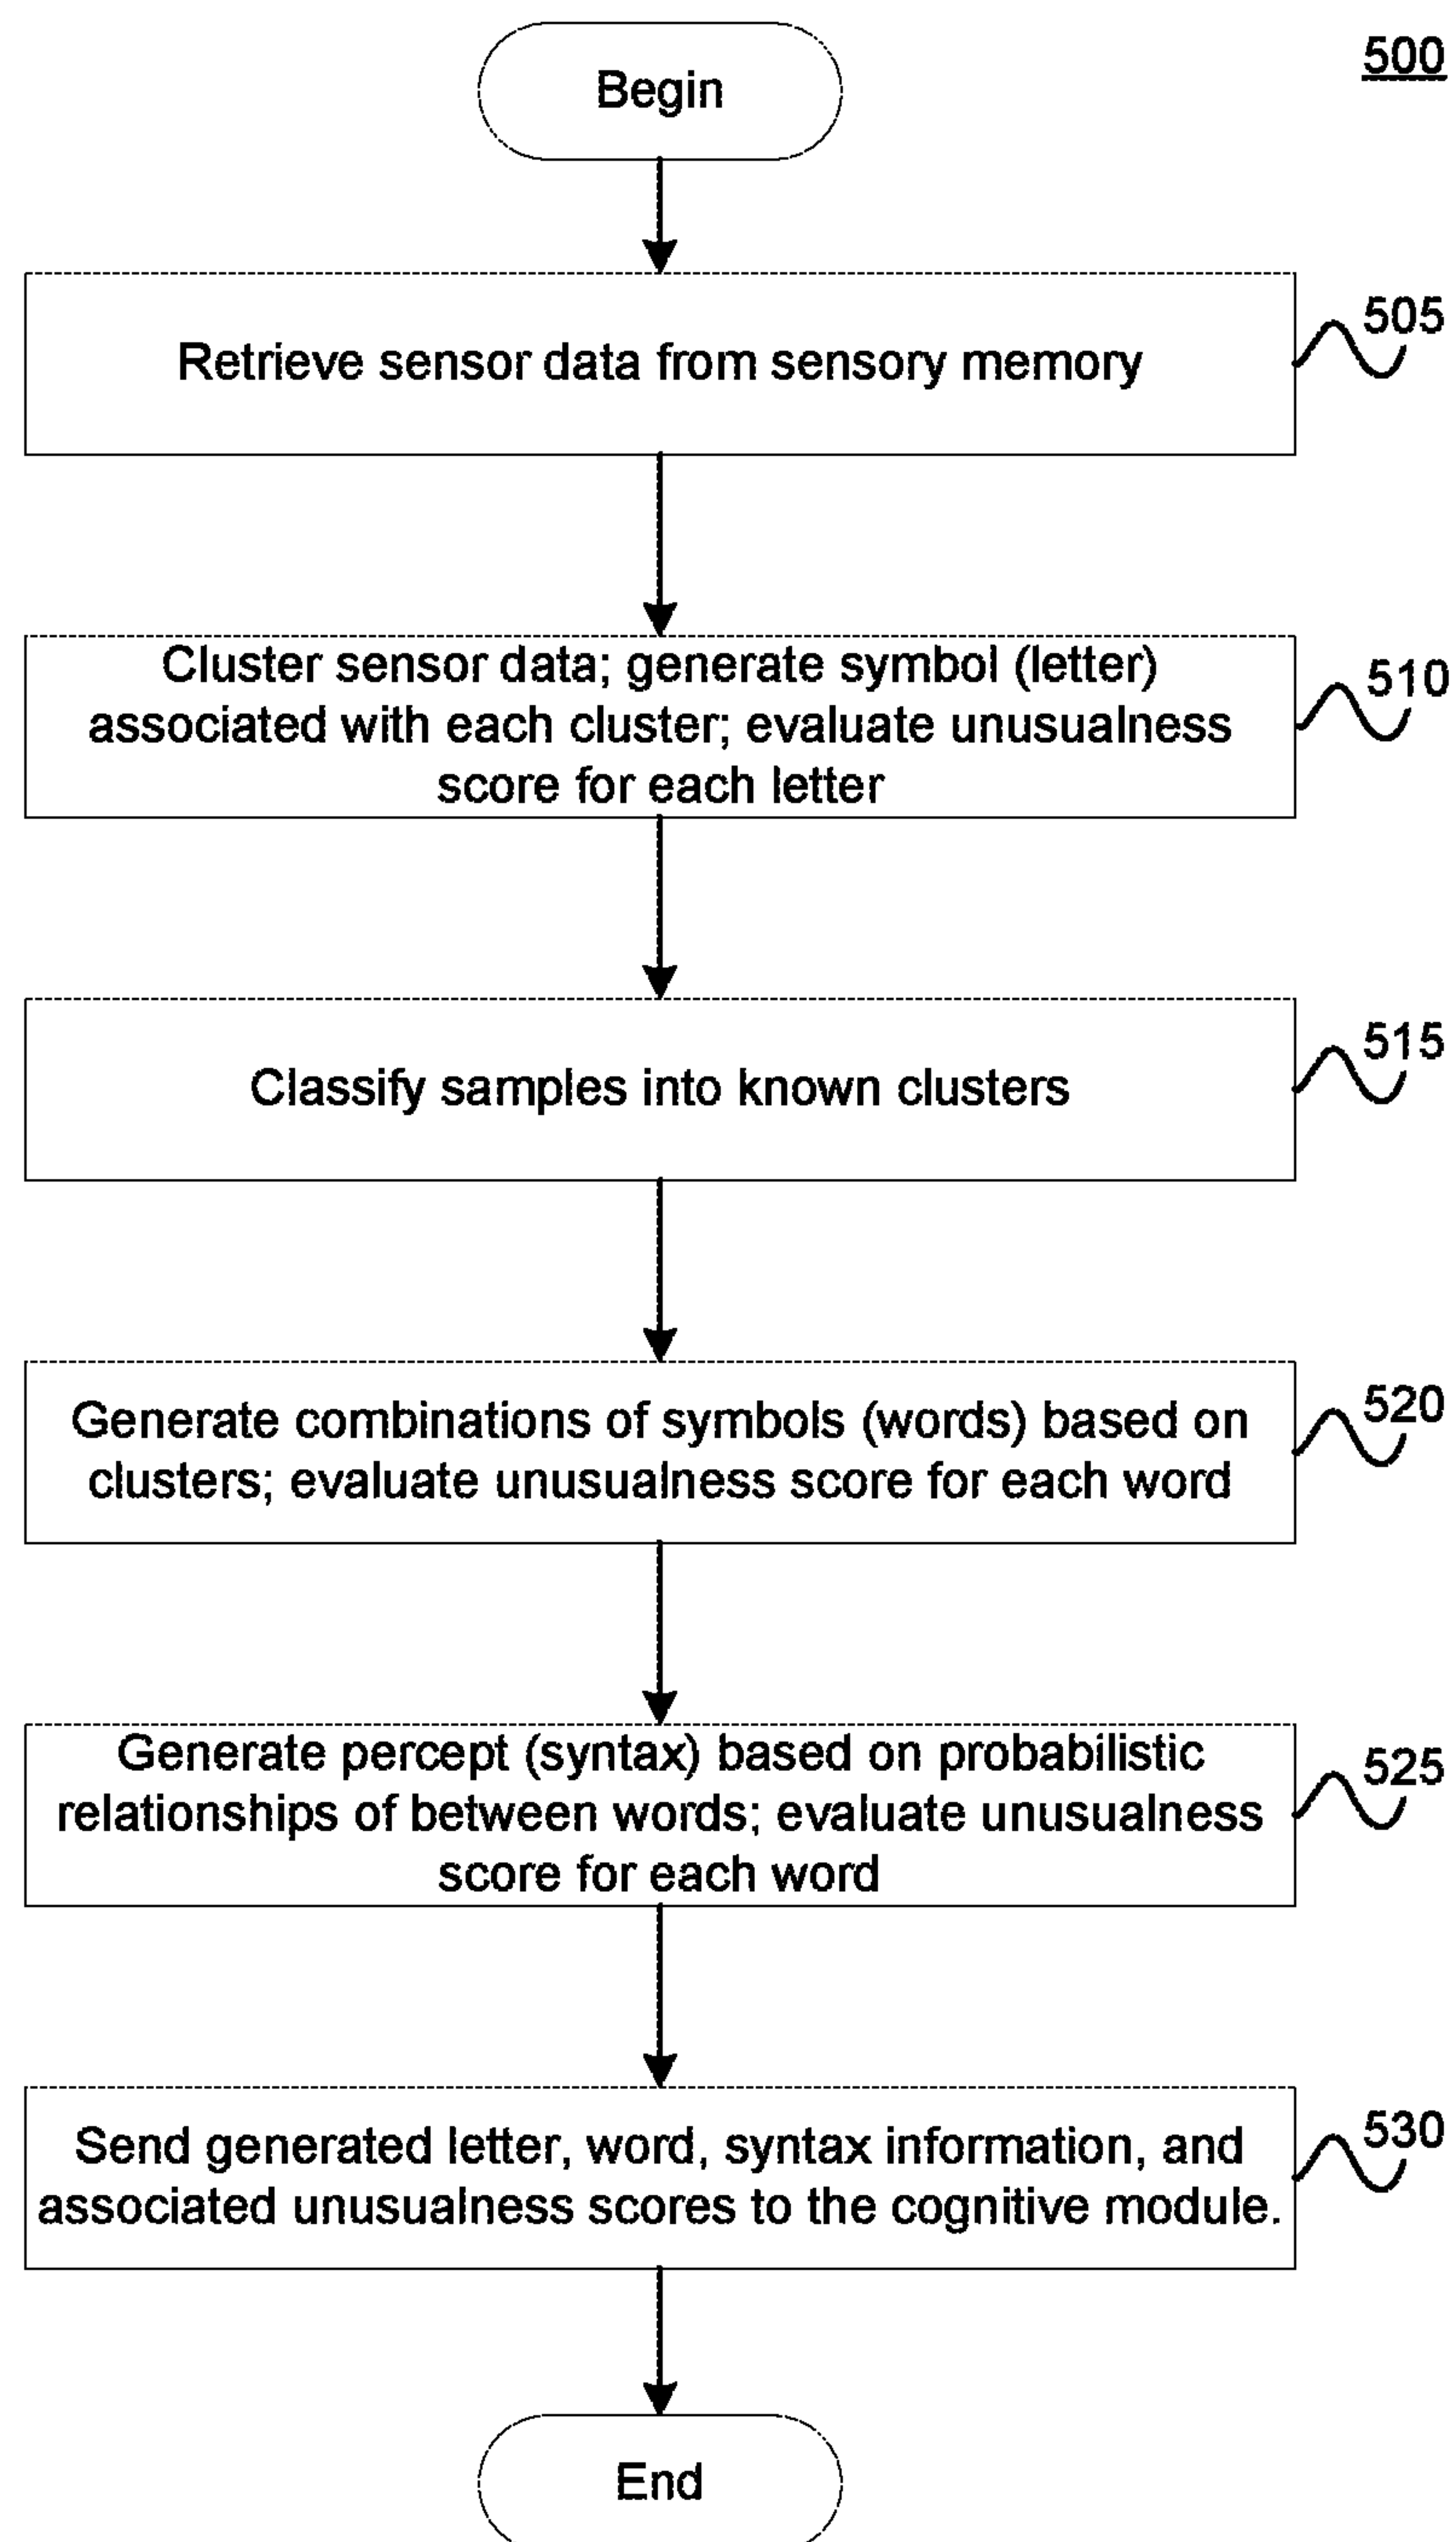 500
Begin
Retrieve sensor data from sensory memory
505
Cluster sensor data; generate symbol (letter)
associated with each cluster; evaluate unusualness
score for each letter
510
Classify samples into known clusters
515
Generate combinations of symbols (words) based on
clusters; evaluate unusualness score for each word
520
Generate percept (syntax) based on probabilistic
relationships of between words; evaluate unusualness
score for each word
525
Send generated letter, word, syntax information, and
associated unusualness scores to the cognitive module.
530
End